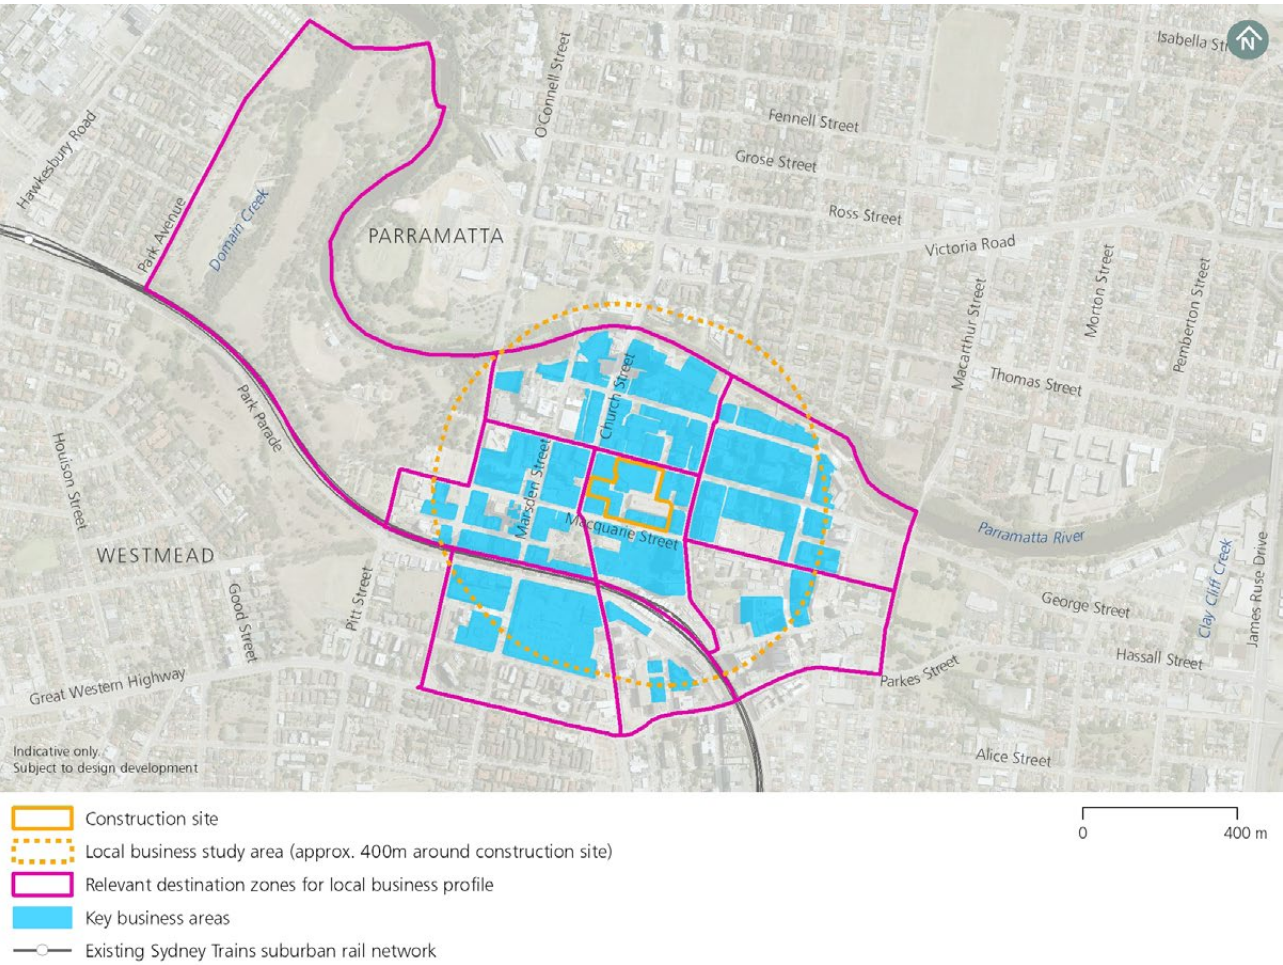 Isabella Str
N
O'Connell Street
Fennell Street
Hawkesbury Road
Grose Street
Park Avenue
Domain Creek
Ross Street
PARRAMATTA
Victoria Road
Morton Street
Pemberton Street
Macarthur Street
Thomas Street
Church Street
Park Parade
Houison Street
Marsden Street
Macquarie Street
Parramatta River
WESTMEAD
Clay Cliff Creek
James Ruse Drive
Good Street
Pitt Street
George Street
Hassall Street
Parkes Street
Great Western Highway
Alice Street
Indicative only.
Subject to design development
Construction site
0 400 m
Local business study area (approx. 400m around construction site)
Relevant destination zones for local business profile
Key business areas
Existing Sydney Trains suburban rail network